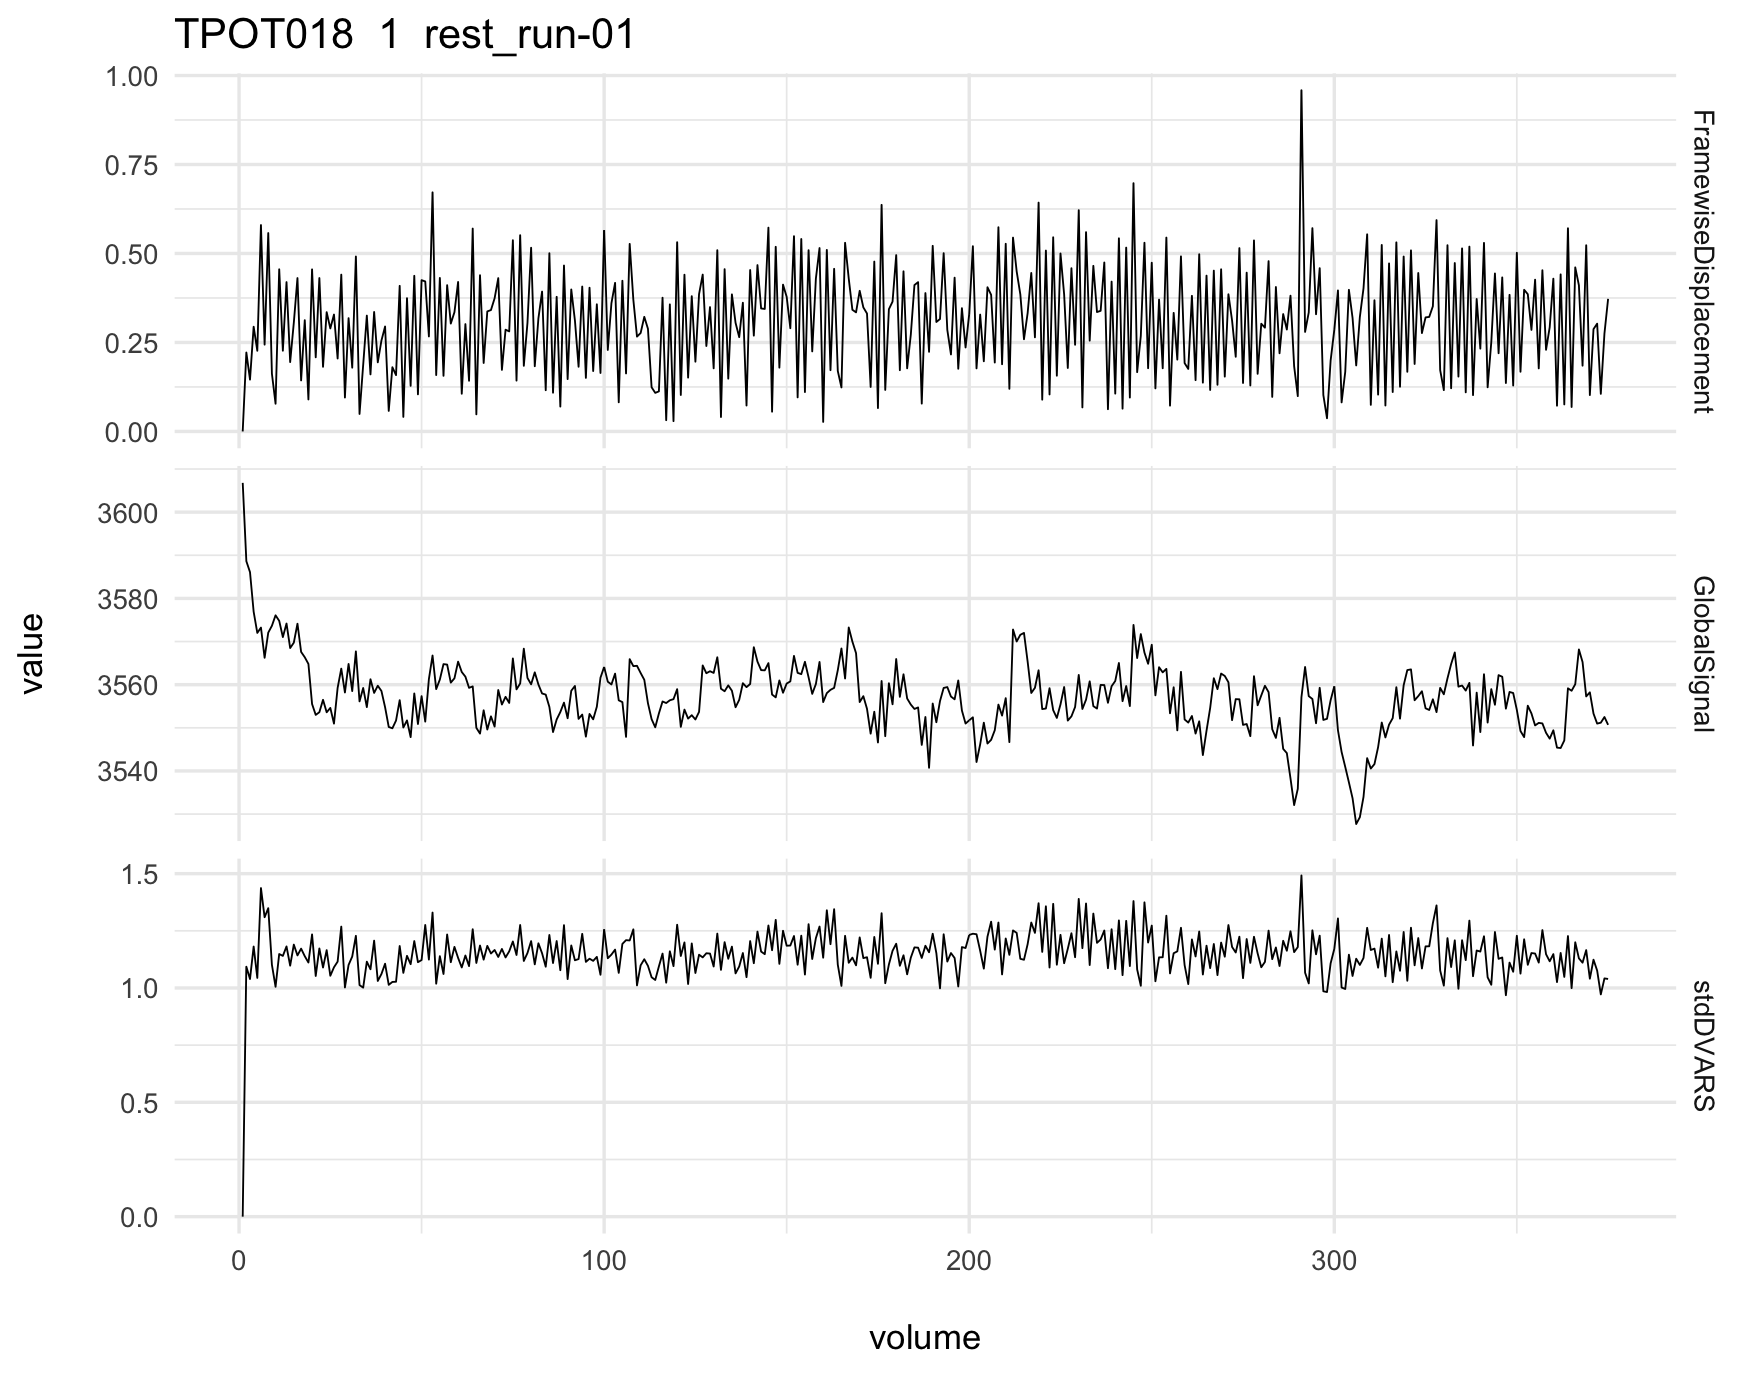 TPOT018 1 rest_run-01
1.00
0.75
0.50
0.25
0.00
FramewiseDisplacement
3600
3580
3560
3540
GlobalSignal
value
1.5
1.0
0.5
0.0
stdDVARS
0 100 200 300
volume